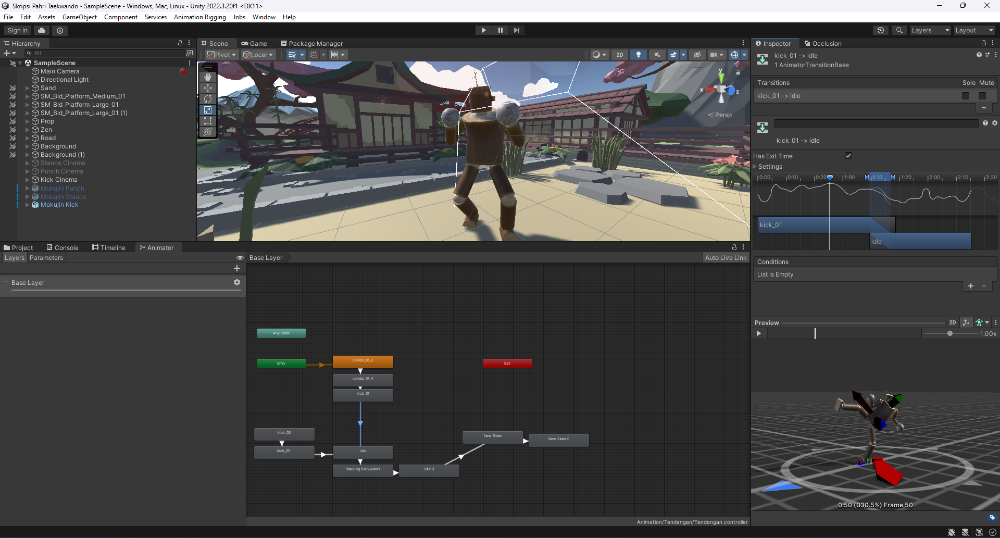 Skripsi Pahri Taekwando - SampleScene - Windows, Mac, Linux - Unity 2022.3.20f1 <DX11>
File Edit Assets GameObject Component Services Animation Rigging Jobs Window Help
Sign in
Layers
Layout
Hierarchy
All
SampleScene
Main Camera
Directional Light
Sand
SM_Bld_Platform_Medium_01
SM_Bld_Platform_Large_01
SM_Bld_Platform_Large_01 (1)
Prop
Zen
Road
Background
Background (1)
Stance Cinema
Punch Cinema
Kick Cinema
Mokujin Punch
Mokujin Stance
Mokujin Kick
Scene Game Package Manager
Pivot Local 2D
y
x z
Persp
Project Console Timeline Animator
Layers Parameters
Base Layer
Base Layer
Auto Live Link
Any State
Entry
combo_01_3
Exit
combo_01_4
kick_01
kick_03
New State
New State 0
kick_05
idle
Walking Backwards
idle 0
Animation/Tendangan/Tendangan.controller
Inspector Occlusion
kick_01 -> idle
1 AnimatorTransitionBase
Transitions Solo Mute
kick_01 -> idle
kick_01 -> idle
Has Exit Time
Settings
0:00 0:10 0:20 1:00 1:10 1:20 2:00 2:10 2:20
kick_01
idle
Conditions
List is Empty
Preview 2D
1.00x
0:50 (030.5%) Frame 50